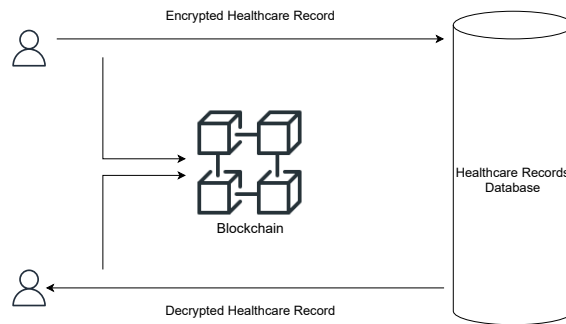 Encrypted Healthcare Record
Healthcare Records
Database
Blockchain
Decrypted Healthcare Record